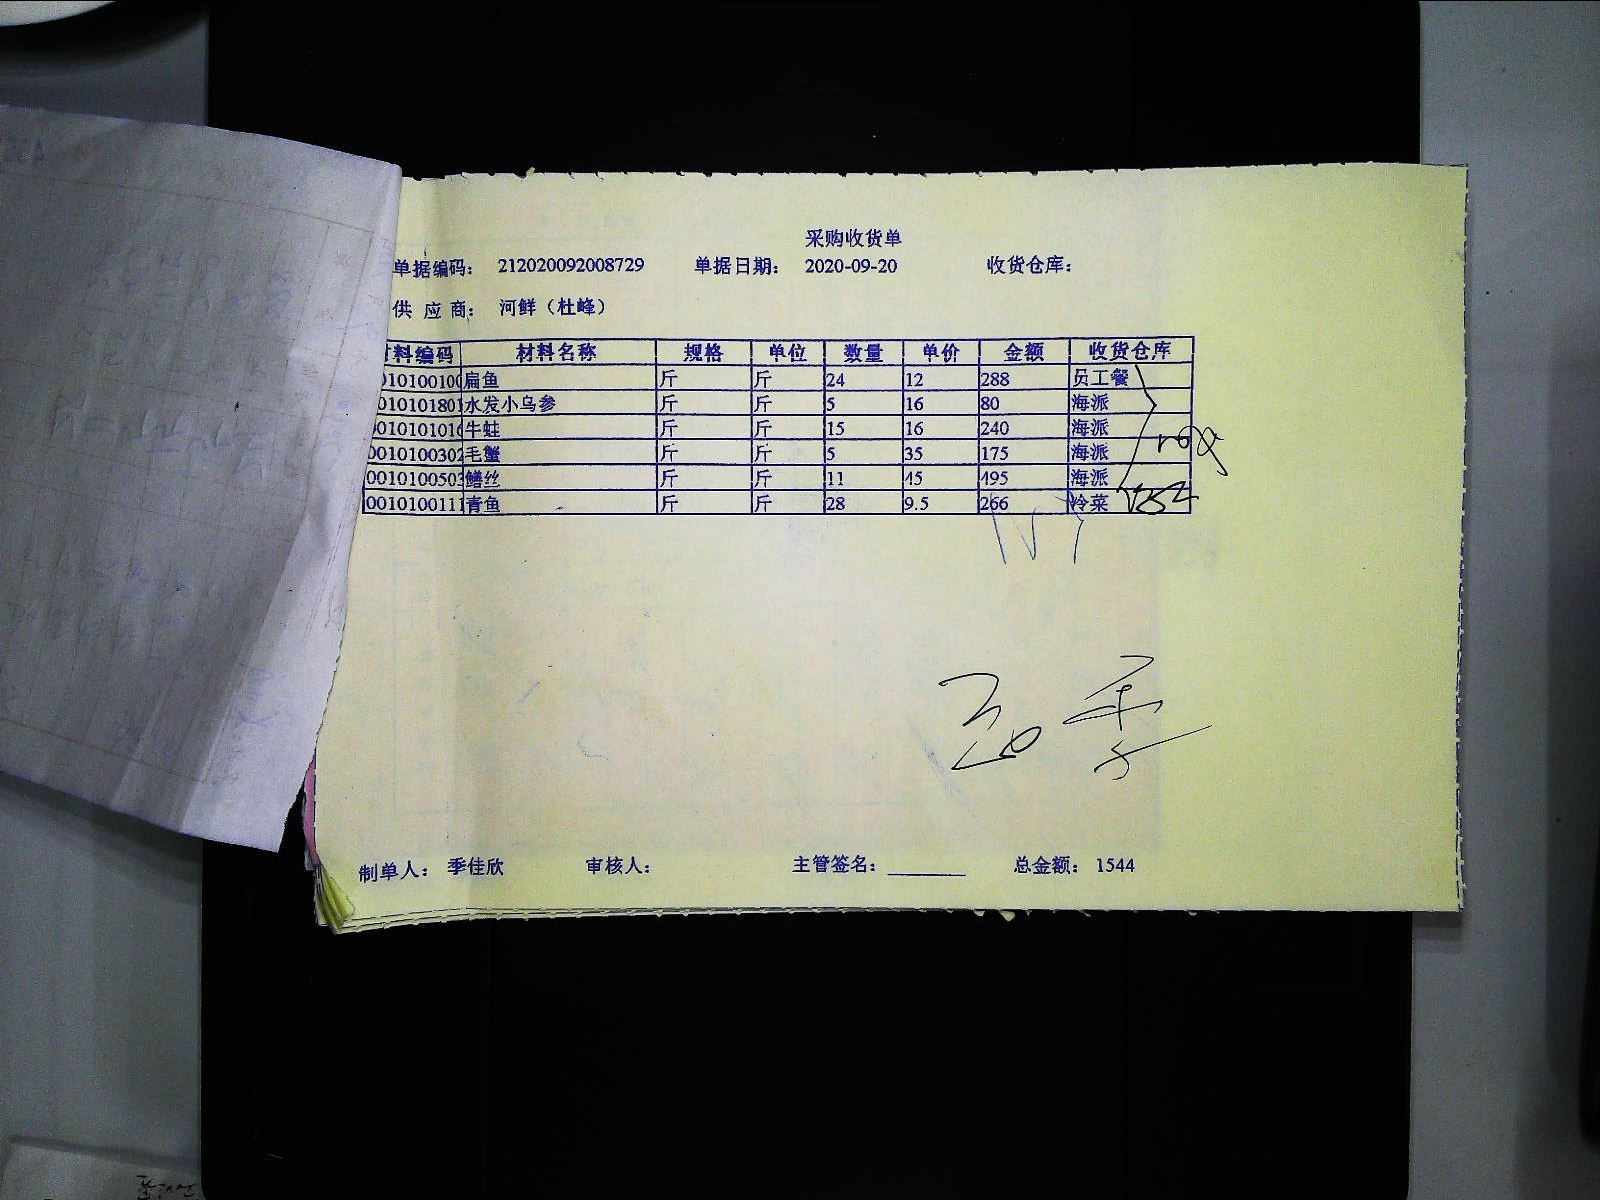 采购收货单
单据编码： 212020092008729 单据日期： 2020-09-20 收货仓库：
供 应 商： 河鲜（杜峰）
材料编码 材料名称 规格 单位 数量 单价 金额 收货仓库
010100100 扁鱼 斤 斤 24 12 288 员工餐
010101801 水发小乌参 斤 斤 5 16 80 海派
0010101016 牛蛙 斤 斤 15 16 240 海派
0010100302 毛蟹 斤 斤 5 35 175 海派
0010100503 鳝丝 斤 斤 11 45 495 海派
0010100111 青鱼 斤 斤 28 9.5 266 冷菜
制单人： 季佳欣 审核人： 主管签名： 总金额： 1544